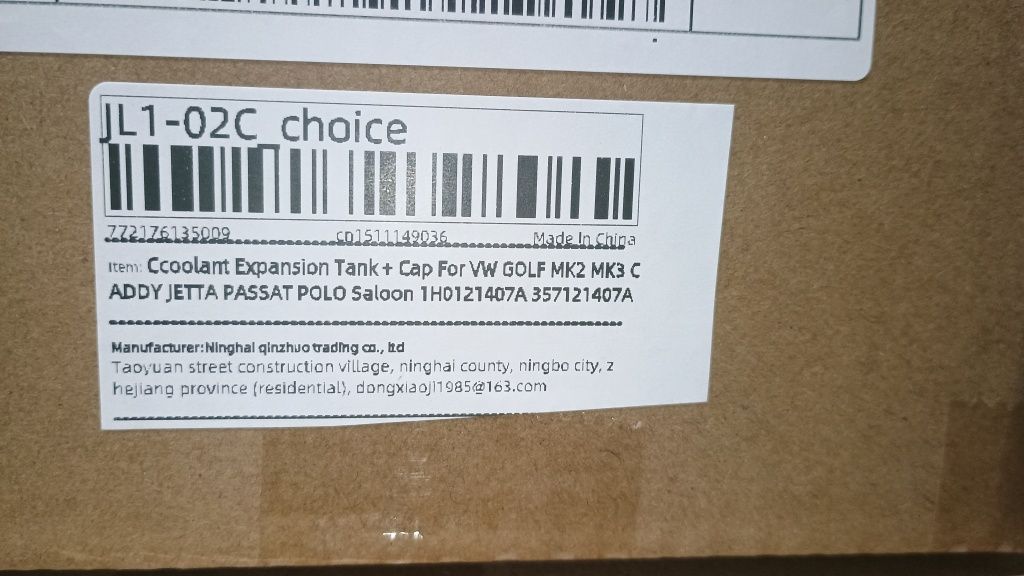 JL1-02C_choice
772176135009 cn1511149036 Made In China
Item: Ccoolant Expansion Tank+ Cap For VW GOLF MK2 MK3 C
ADDY JETTA PASSAT POLO Saloon 1H0121407A 357121407A
Manufacturer:Ninghai qinzhuo trading co., ltd
Taoyuan street construction village, ninghai county, ningbo city, z
hejiang province (residential), dongxiaojl1985@163.com